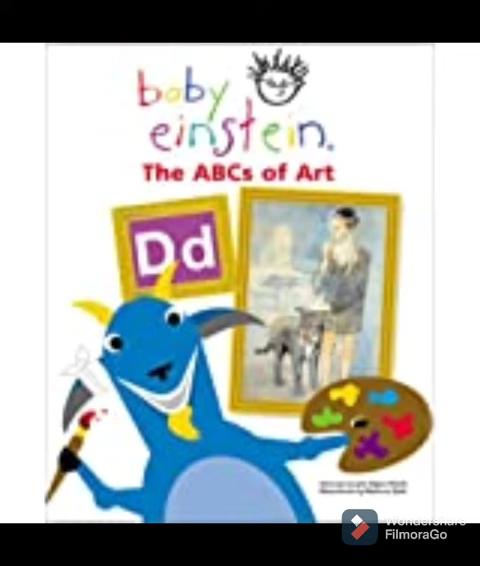 baby
einstein.
The ABCs of Art
Dd
Wondershare
FilmoraGo